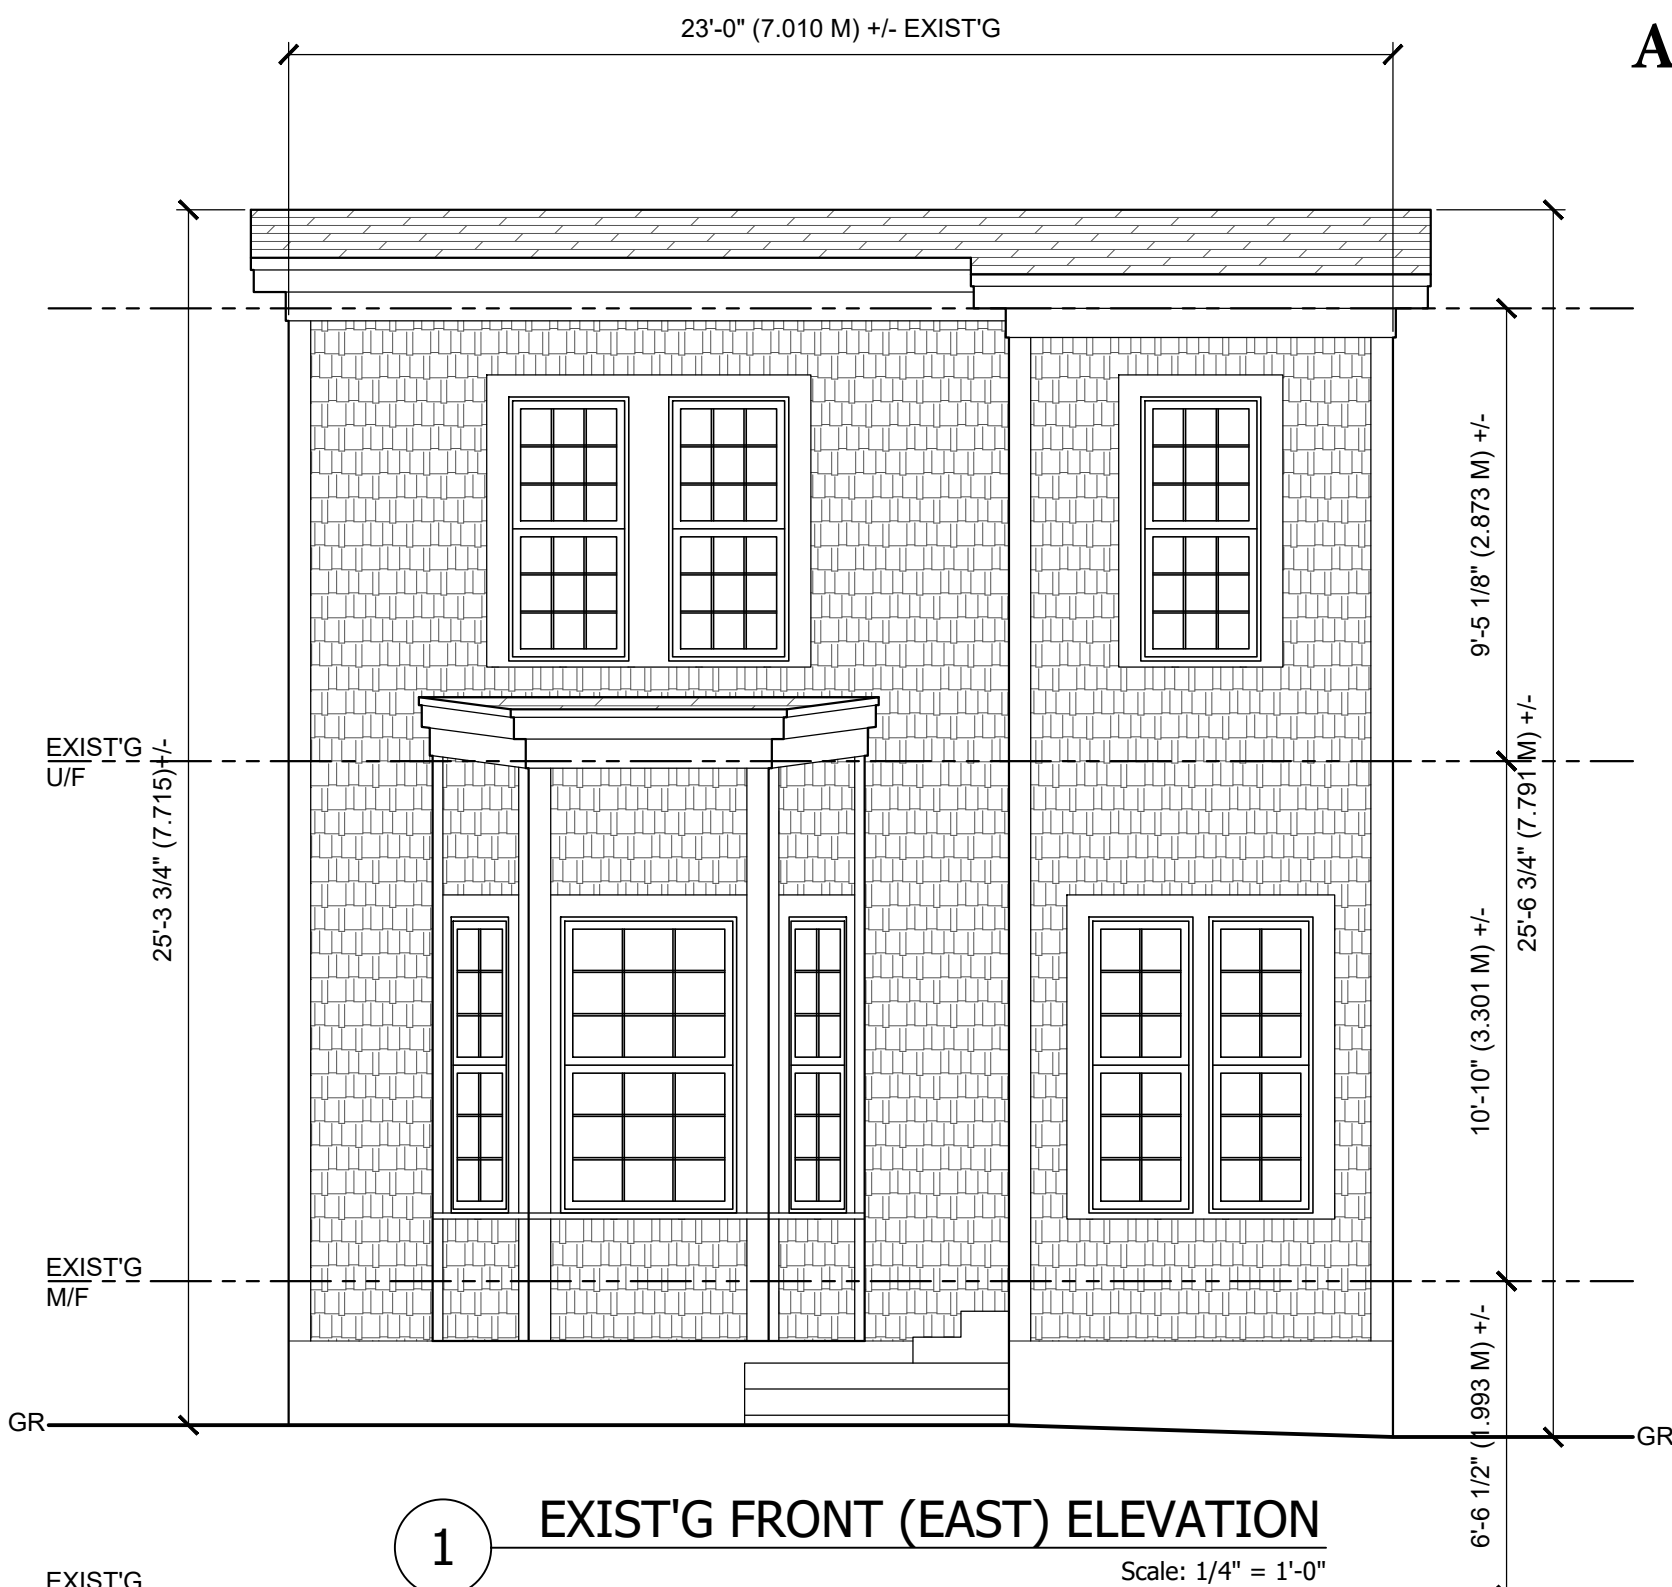 23'-0" (7.010 M) +/- EXIST'G
A
9'-5 1/8" (2.873 M) +/-
EXIST'G
U/F
25'-3 3/4" (7.715)+/-
25'-6 3/4" (7.791 M) +/-
10'-10" (3.301 M) +/-
EXIST'G
M/F
6'-6 1/2" (1.993 M) +/-
GR
GR
1
EXIST'G FRONT (EAST) ELEVATION
Scale: 1/4" = 1'-0"
EXIST'G